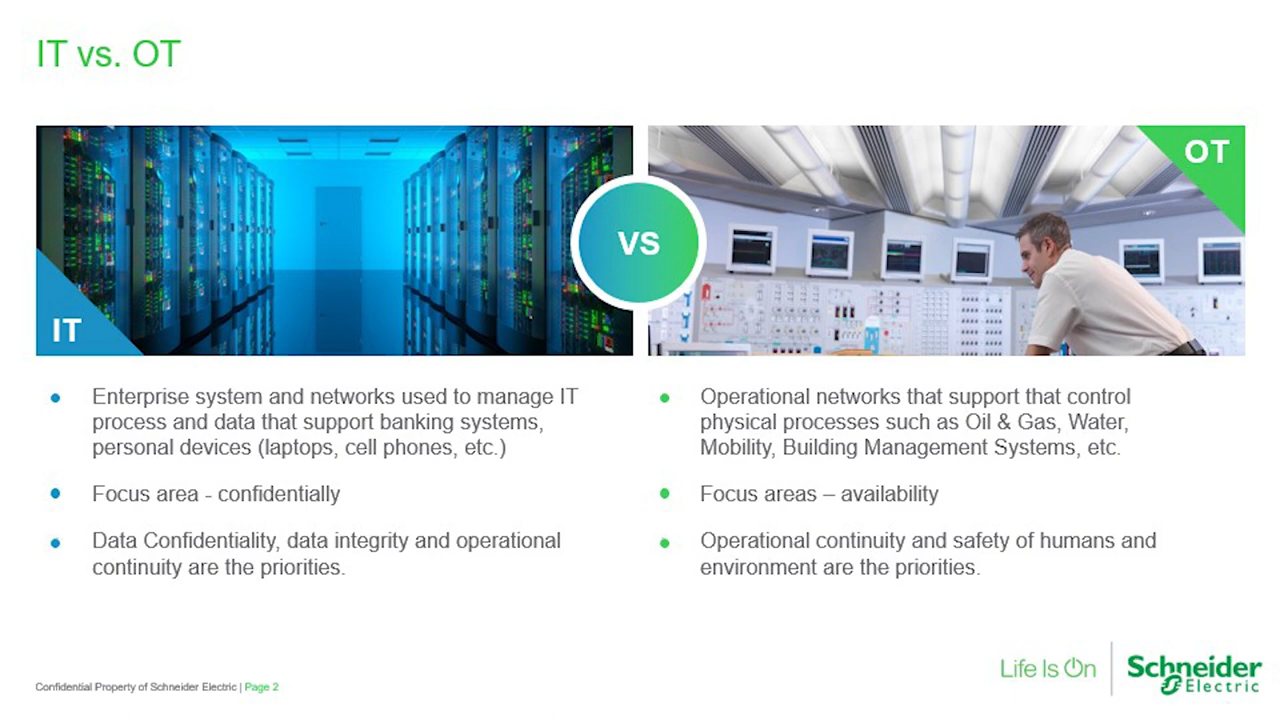 IT vs. OT
OT
VS
IT
Enterprise system and networks used to manage IT
process and data that support banking systems,
personal devices (laptops, cell phones, etc.)
Focus area - confidentially
Data Confidentiality, data integrity and operational
continuity are the priorities.
Operational networks that support that control
physical processes such as Oil & Gas, Water,
Mobility, Building Management Systems, etc.
Focus areas – availability
Operational continuity and safety of humans and
environment are the priorities.
Confidential Property of Schneider Electric | Page 2
Life Is On
Schneider
Electric